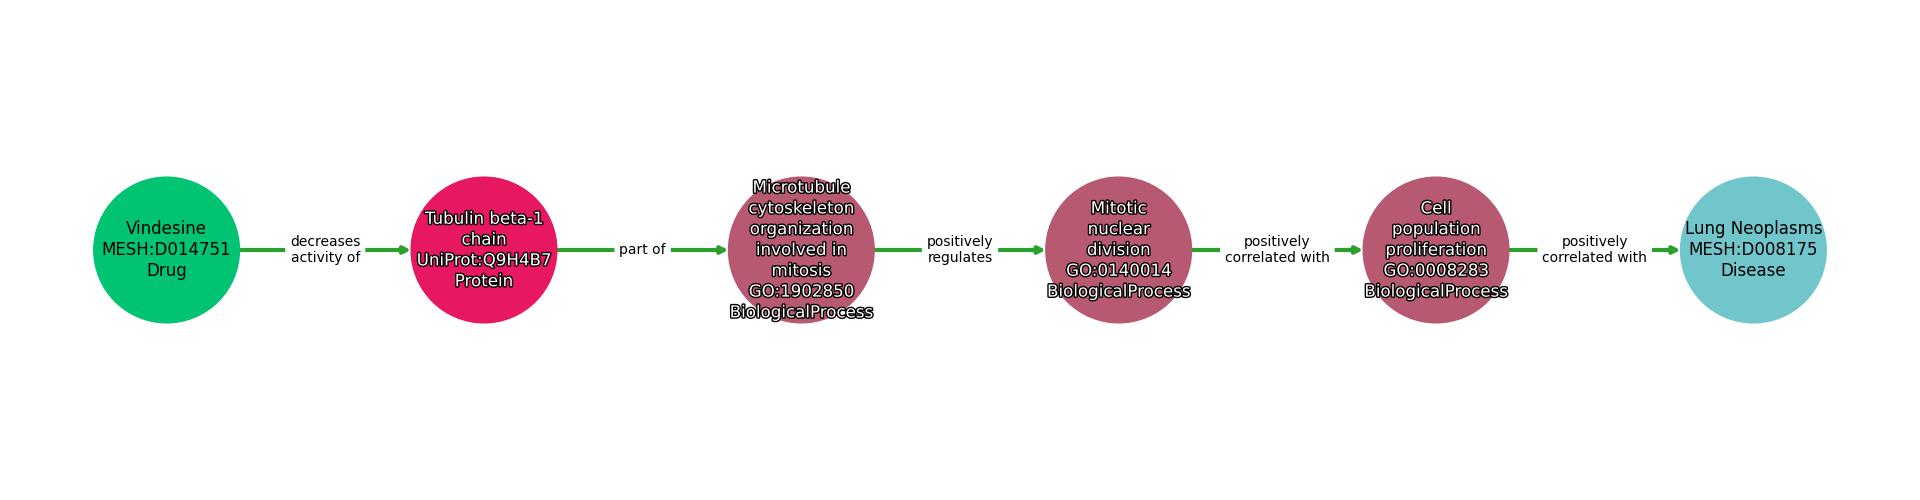 Vindesine
MESH:D014751
Drug
decreases
activity of
Tubulin beta-1
chain
UniProt:Q9H4B7
Protein
part of
Microtubule
cytoskeleton
organization
involved in
mitosis
GO:1902850
BiologicalProcess
positively
regulates
Mitotic
nuclear
division
GO:0140014
BiologicalProcess
positively
correlated with
Cell
population
proliferation
GO:0008283
BiologicalProcess
positively
correlated with
Lung Neoplasms
MESH:D008175
Disease